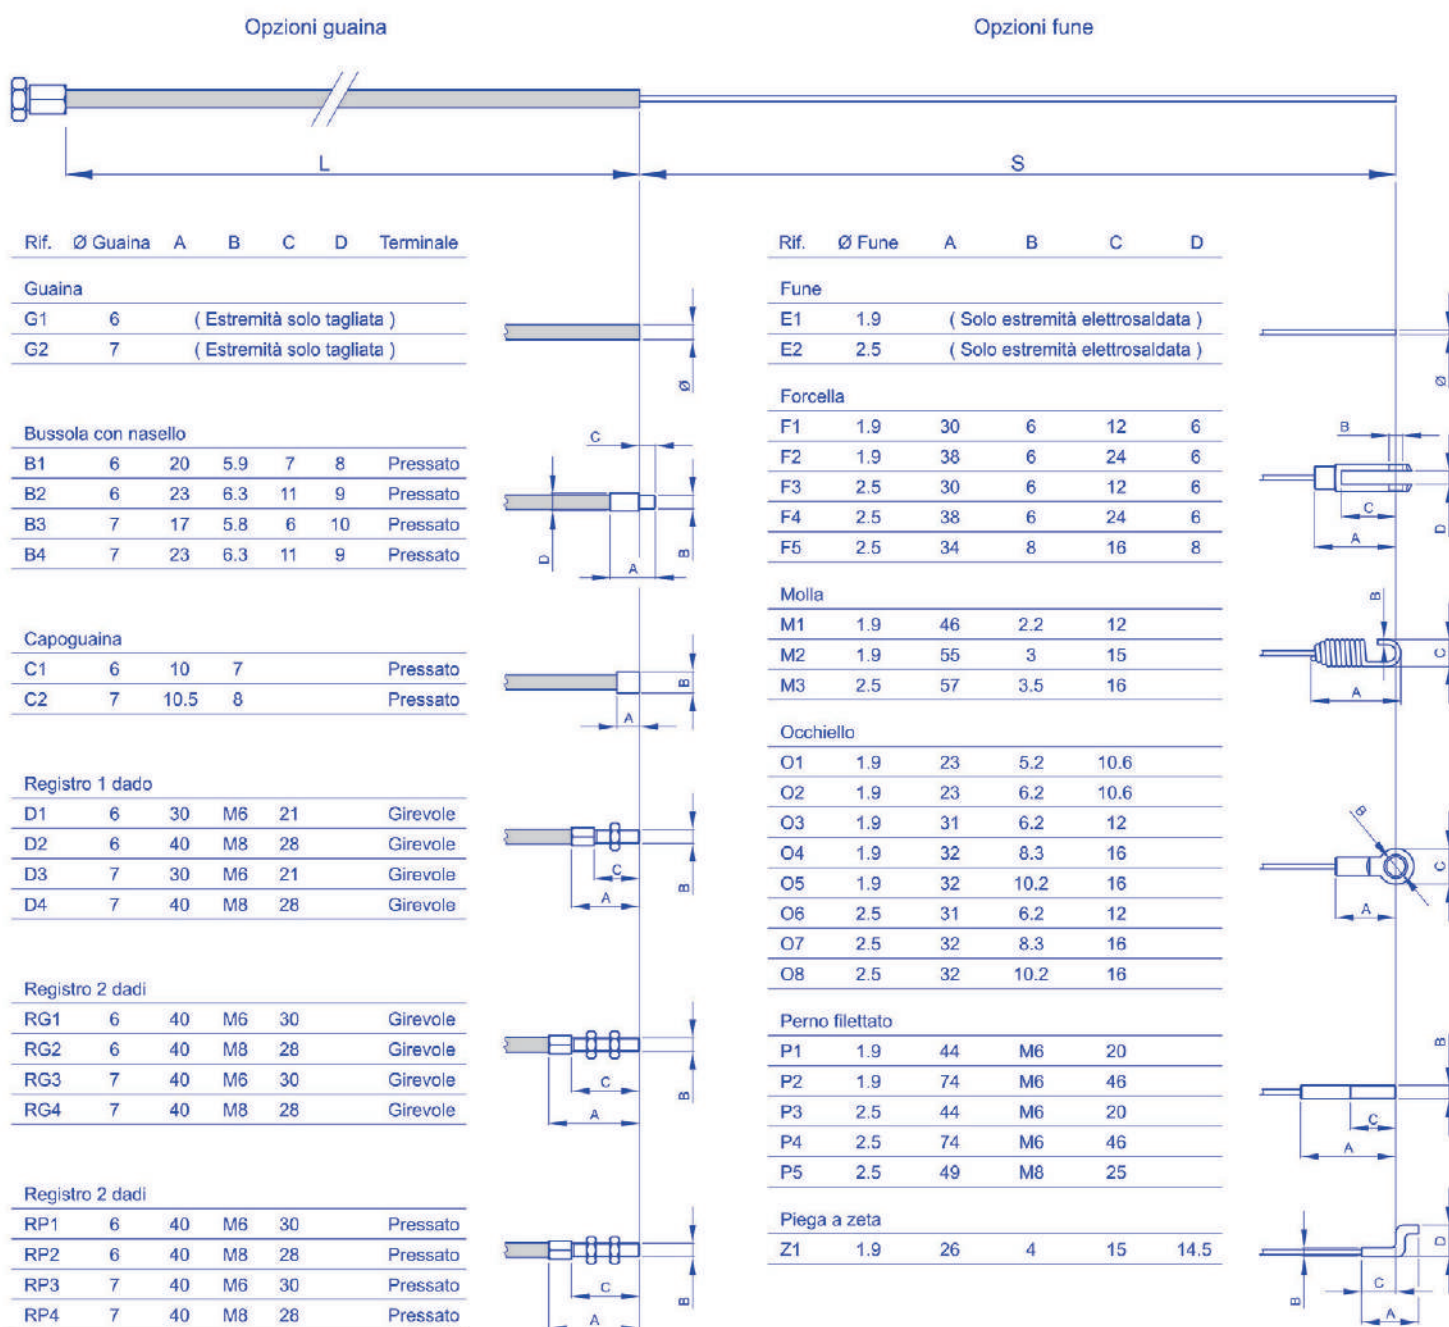 Opzioni guaina
Opzioni fune
L
S
Rif. Ø Guaina A B C D Terminale
Guaina
G1 6 ( Estremità solo tagliata )
G2 7 ( Estremità solo tagliata )
Ø
Bussola con nasello
B1 6 20 5.9 7 8 Pressato
B2 6 23 6.3 11 9 Pressato
B3 7 17 5.8 6 10 Pressato
B4 7 23 6.3 11 9 Pressato
C
D
A
B
Capoguaina
C1 6 10 7 Pressato
C2 7 10.5 8 Pressato
B
A
Registro 1 dado
D1 6 30 M6 21 Girevole
D2 6 40 M8 28 Girevole
D3 7 30 M6 21 Girevole
D4 7 40 M8 28 Girevole
C
A
B
Registro 2 dadi
RG1 6 40 M6 30 Girevole
RG2 6 40 M8 28 Girevole
RG3 7 40 M6 30 Girevole
RG4 7 40 M8 28 Girevole
C
A
B
Registro 2 dadi
RP1 6 40 M6 30 Pressato
RP2 6 40 M8 28 Pressato
RP3 7 40 M6 30 Pressato
RP4 7 40 M8 28 Pressato
C
A
B
Rif. Ø Fune A B C D
Fune
E1 1.9 ( Solo estremità elettrosaldata )
E2 2.5 ( Solo estremità elettrosaldata )
Ø
Forcella
F1 1.9 30 6 12 6
F2 1.9 38 6 24 6
F3 2.5 30 6 12 6
F4 2.5 38 6 24 6
F5 2.5 34 8 16 8
B
C
A
D
Molla
M1 1.9 46 2.2 12
M2 1.9 55 3 15
M3 2.5 57 3.5 16
B
C
A
Occhiello
O1 1.9 23 5.2 10.6
O2 1.9 23 6.2 10.6
O3 1.9 31 6.2 12
O4 1.9 32 8.3 16
O5 1.9 32 10.2 16
O6 2.5 31 6.2 12
O7 2.5 32 8.3 16
O8 2.5 32 10.2 16
B
C
A
Perno filettato
P1 1.9 44 M6 20
P2 1.9 74 M6 46
P3 2.5 44 M6 20
P4 2.5 74 M6 46
P5 2.5 49 M8 25
B
C
A
Piega a zeta
Z1 1.9 26 4 15 14.5
D
B
C
A